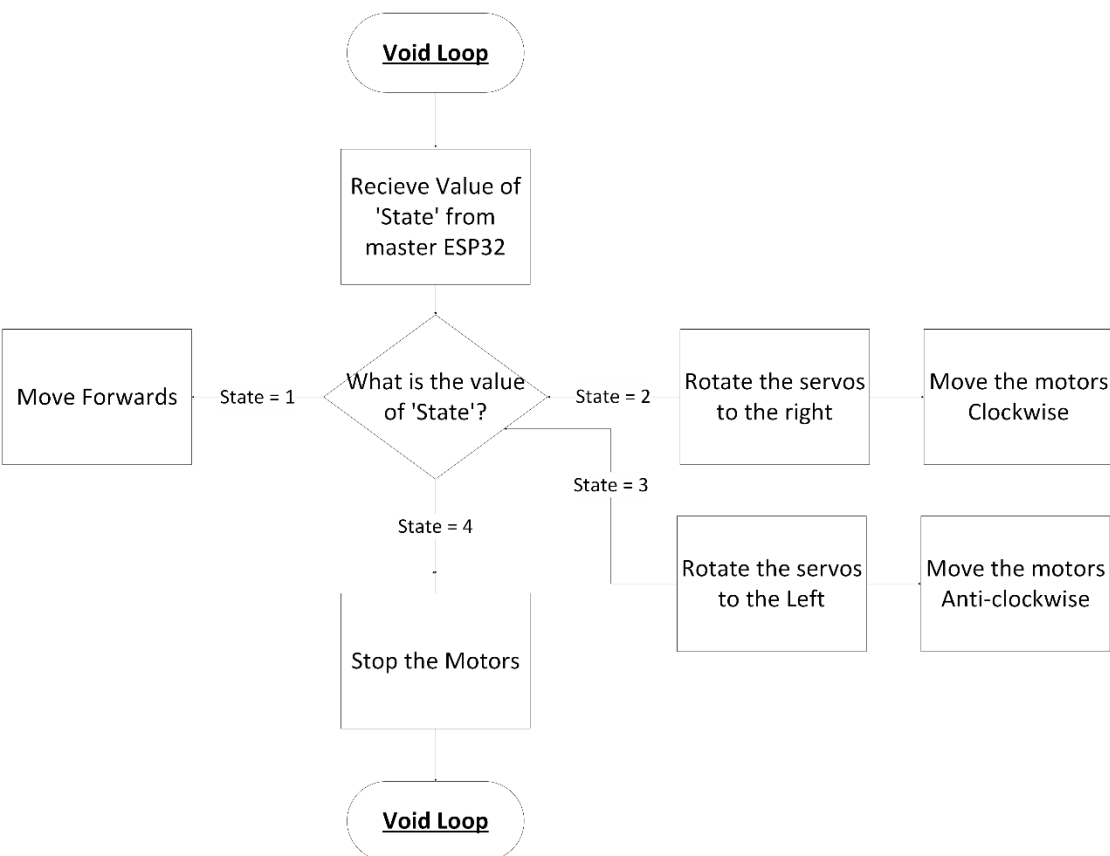 Void Loop
Recieve Value of
'State' from
master ESP32
Move Forwards
State = 1
What is the value
of 'State'?
State = 2
Rotate the servos
to the right
Move the motors
Clockwise
State = 3
State = 4
Rotate the servos
to the Left
Move the motors
Anti-clockwise
Stop the Motors
Void Loop